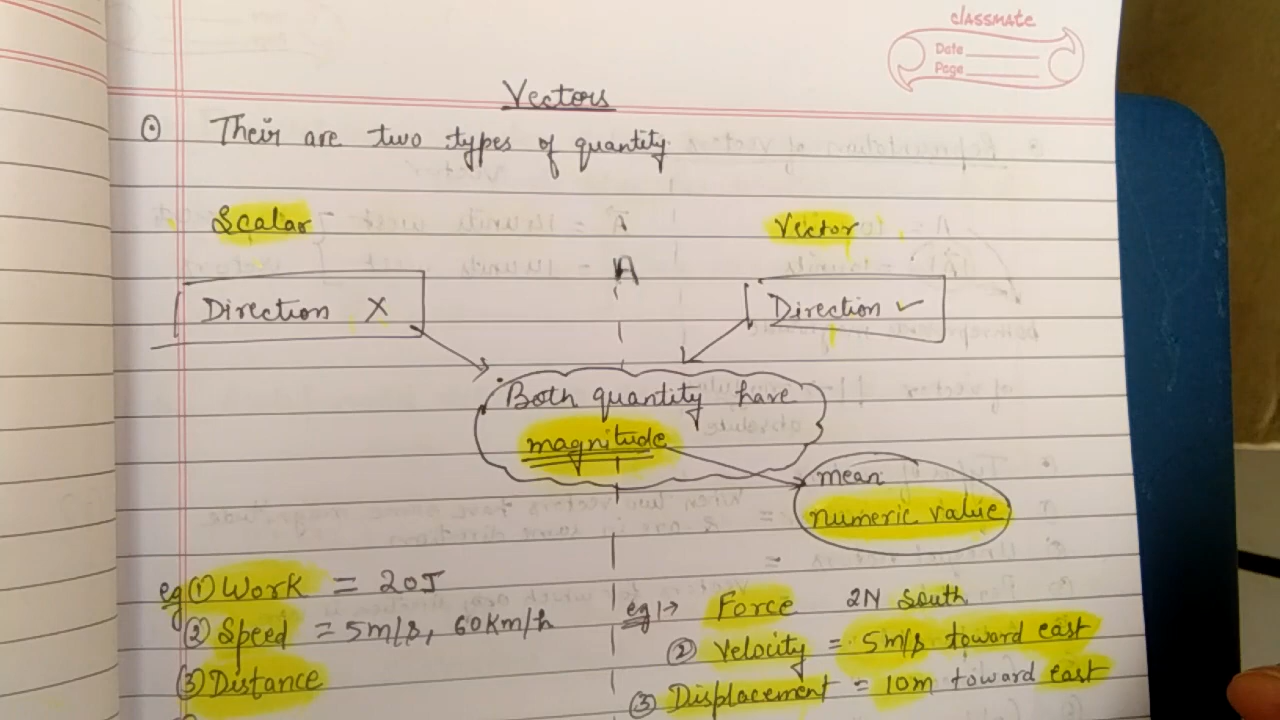 classmate
Date
Page
Vectors
Their are two types of quantity
Scalar
Vector
Direction X
Direction ✓
Both quantity have
magnitude
mean
numeric value
eg ① Work = 20J
② Speed = 5m/s, 60Km/h
③ Distance
eg 1→ Force 2N South
② Velocity = 5m/s toward east
③ Displacement = 10m toward east